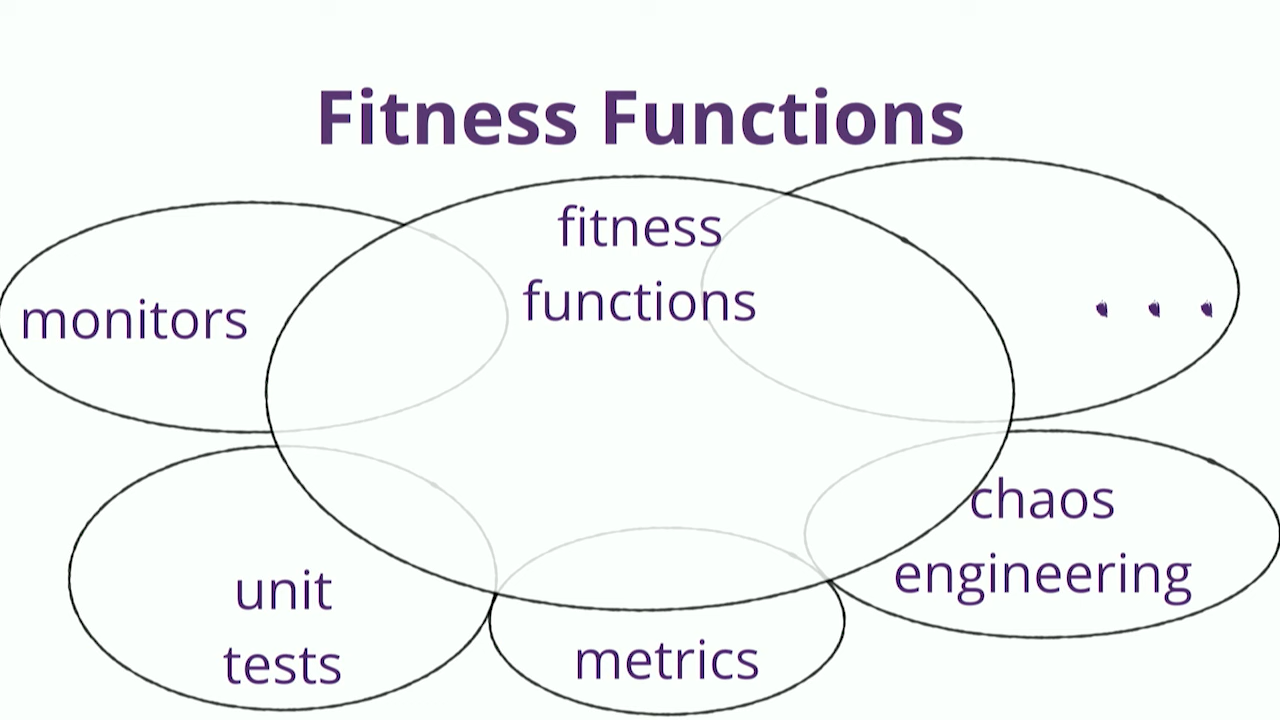 Fitness Functions
fitness
functions
monitors
. . .
chaos
engineering
unit
tests
metrics